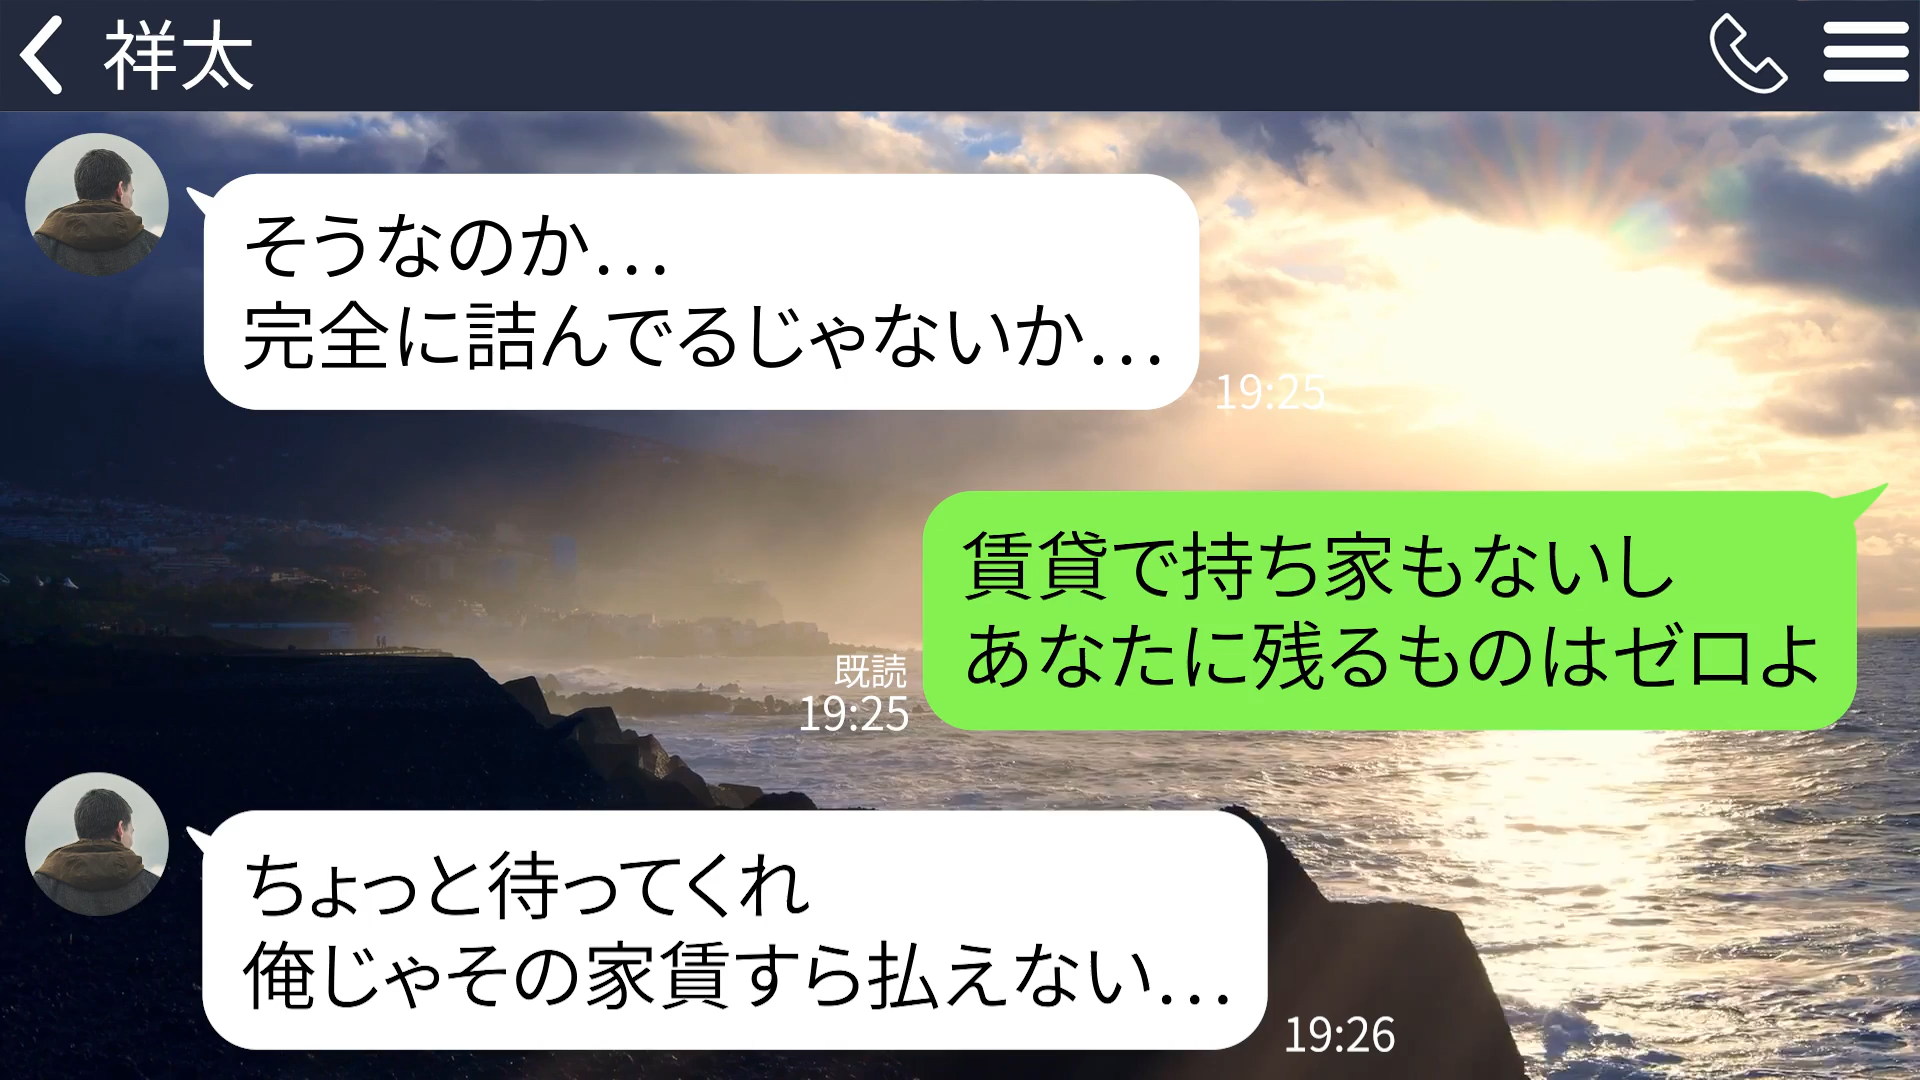 祥太
そうなのか…
完全に詰んでるじゃないか…
19:25
賃貸で持ち家もないし
あなたに残るものはゼロよ
既読
19:25
ちょっと待ってくれ
俺じゃその家賃すら払えない…
19:26